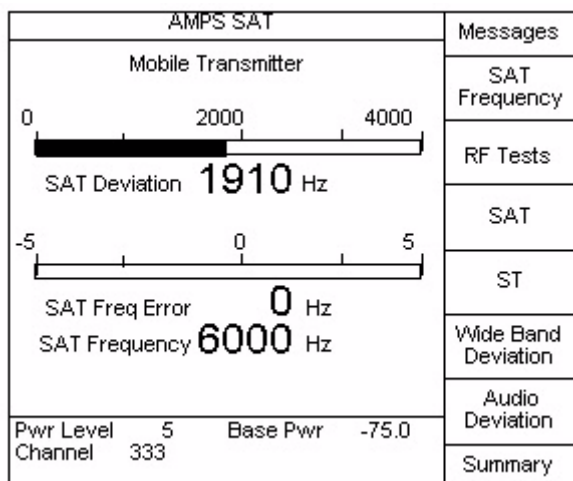 AMPS SAT
Mobile Transmitter
0 2000 4000
SAT Deviation 1910 Hz
-5 0 5
SAT Freq Error 0 Hz
SAT Frequency 6000 Hz
Pwr Level 5 Base Pwr -75.0
Channel 333
Messages
SAT
Frequency
RF Tests
SAT
ST
Wide Band
Deviation
Audio
Deviation
Summary